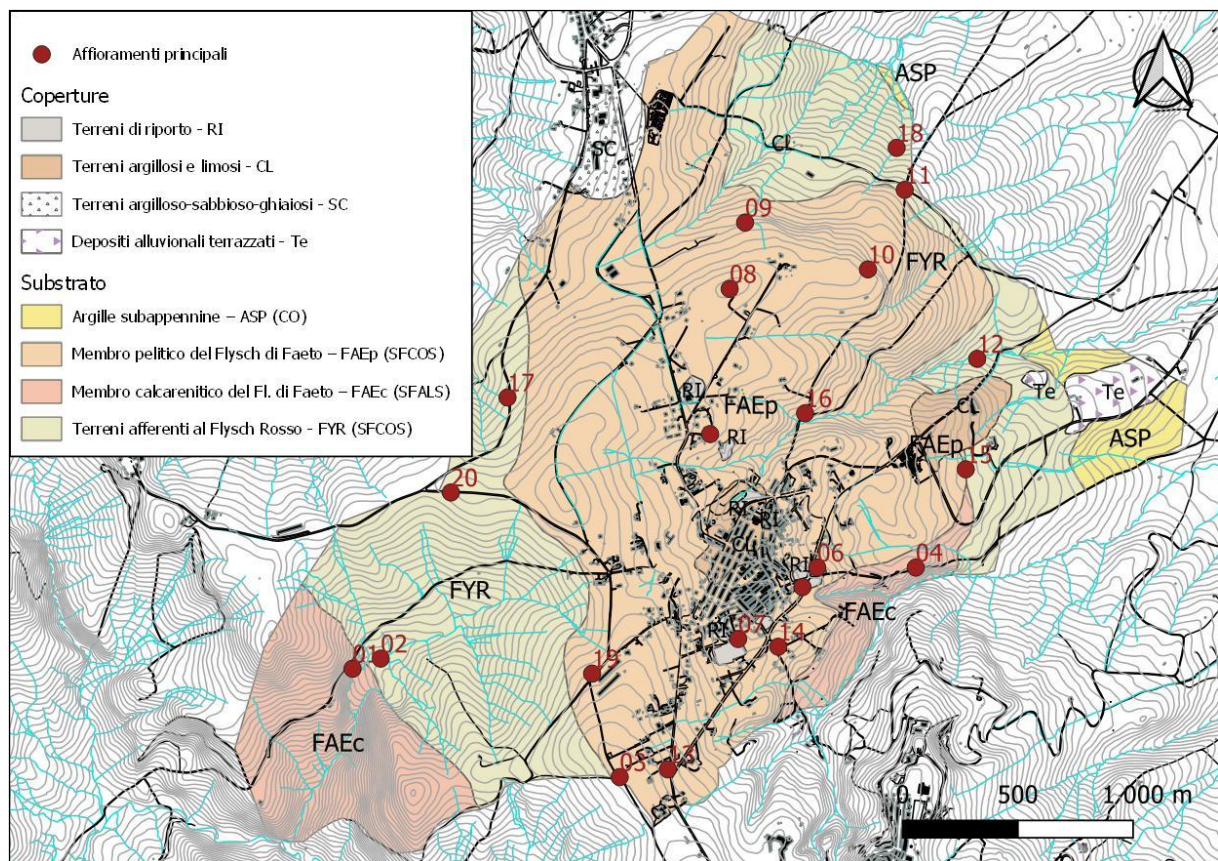 Affioramenti principali
Coperture
Terreni di riporto - RI
Terreni argillosi e limosi - CL
Terreni argilloso-sabbioso-ghiaiosi - SC
Depositi alluvionali terrazzati - Te
Substrato
Argille subappennine – ASP (CO)
Membro pelitico del Flysch di Faeto – FAEp (SFCOS)
Membro calcarenitico del Fl. di Faeto – FAEc (SFALS)
Terreni afferenti al Flysch Rosso - FYR (SFCOS)
ASP
18
SC
CL
11
09
10
FYR
08
12
Te
Te
17
RI
FAEp
16
CL
RI
FAEp
15
ASP
20
RI
RI
CL
06
RI
04
FYR
FAEc
07
RI
14
01
02
19
FAEc
05
13
0
500
1.000 m